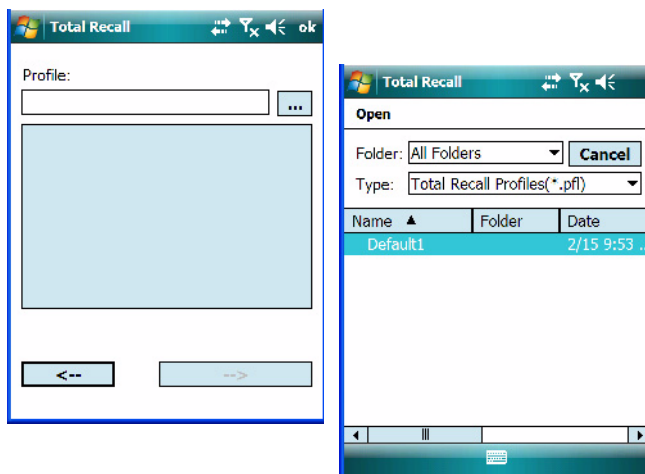 Total Recall ok
Profile:
...
<-- -->
Total Recall
Open
Folder: All Folders Cancel
Type: Total Recall Profiles(*.pfl)
Name Folder Date
Default1 2/15 9:53 ..